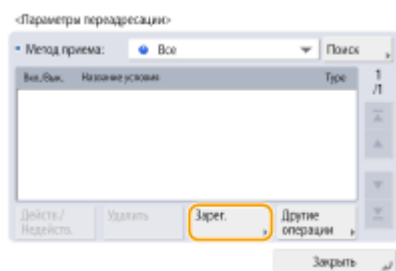 <Параметры переадресации>
Метод приема: Все Поиск
Вкл./Вык. Название условия Type 1
/1
Действ./ Удалить Зарег. Другие
Недейств. операции
Закрыть